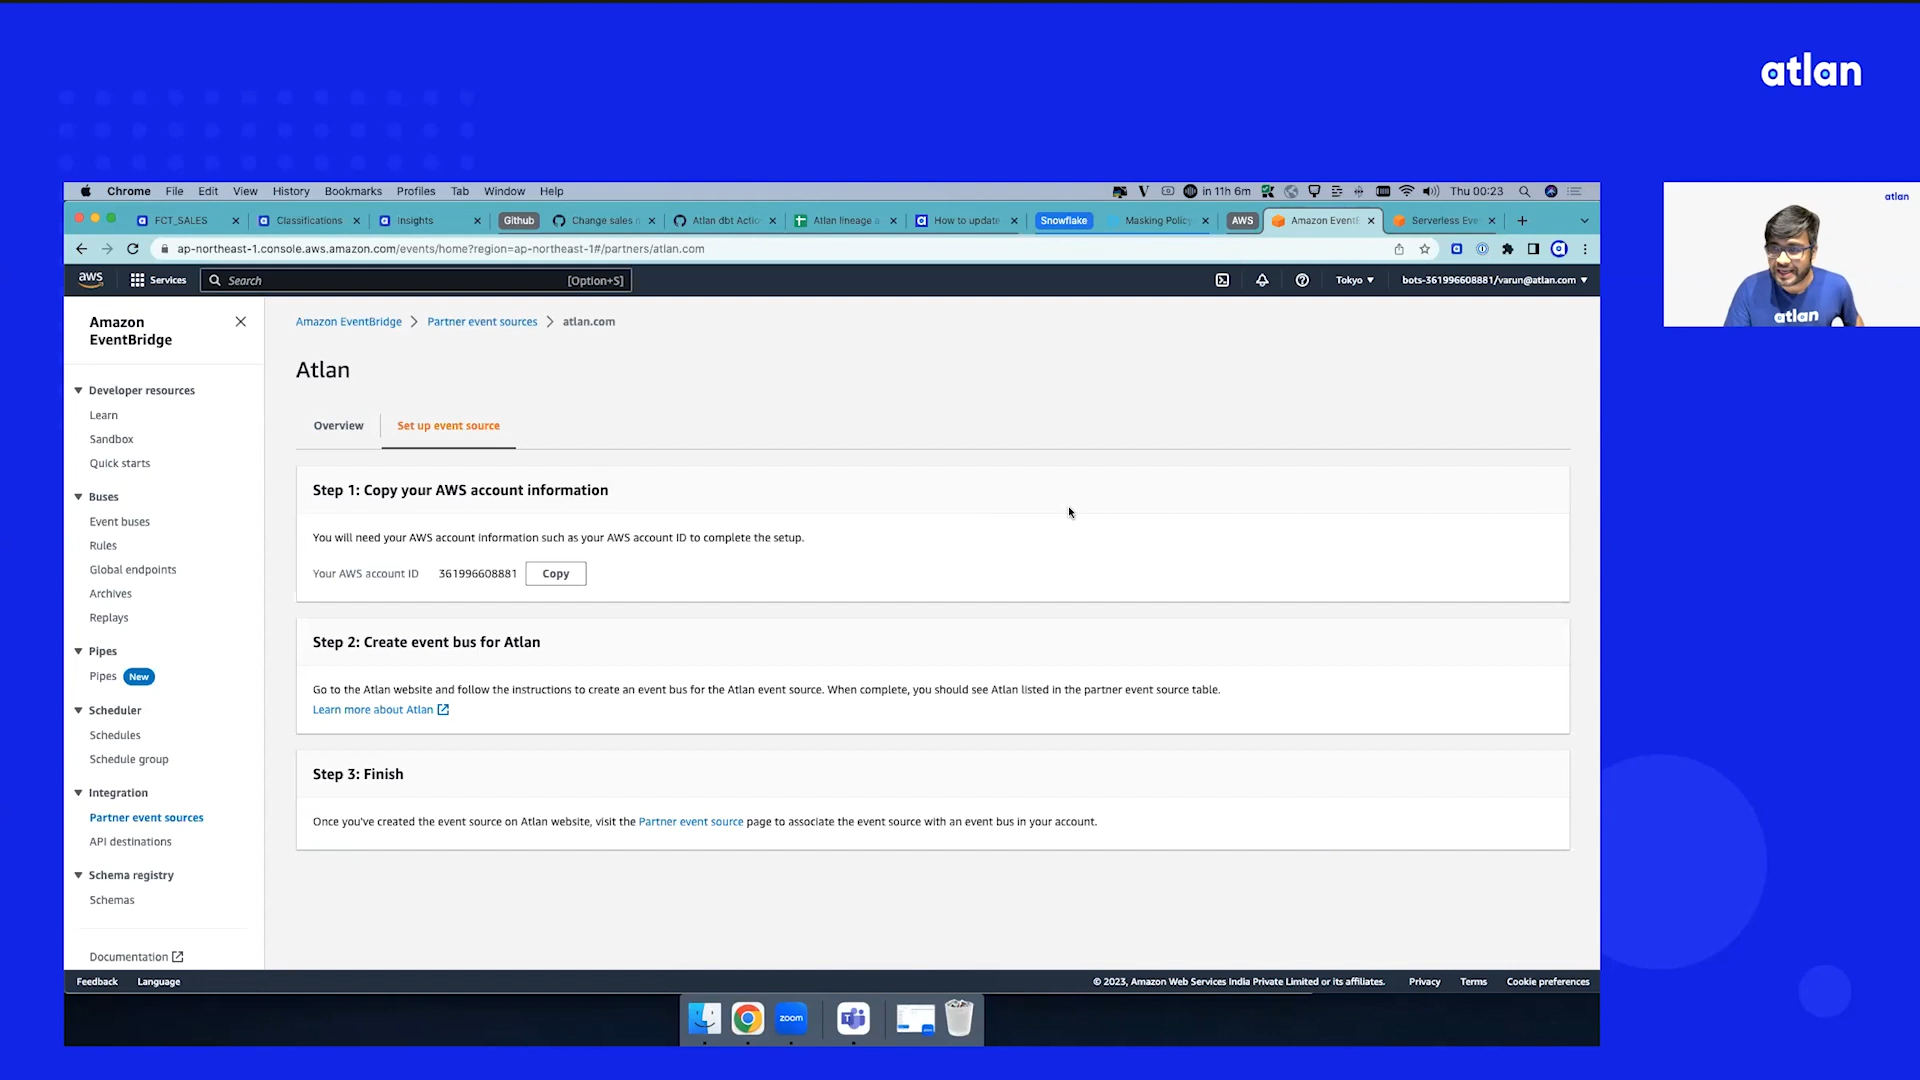 atlan
Chrome File Edit View History Bookmarks Profiles Tab Window Help
in 11h 6m Thu 00:23
FCT_SALES Classifications Insights Github Change sales n Atlan dbt Actio Atlan lineage a How to update Snowflake Masking Policy AWS Amazon EventB Serverless Eve
ap-northeast-1.console.aws.amazon.com/events/home?region=ap-northeast-1#/partners/atlan.com
aws Services Search [Option+S] Tokyo bots-361996608881/varun@atlan.com
atlan
atlan
Amazon
EventBridge
Developer resources
Learn
Sandbox
Quick starts
Buses
Event buses
Rules
Global endpoints
Archives
Replays
Pipes
Pipes New
Scheduler
Schedules
Schedule group
Integration
Partner event sources
API destinations
Schema registry
Schemas
Documentation
Amazon EventBridge > Partner event sources > atlan.com
Atlan
Overview Set up event source
Step 1: Copy your AWS account information
You will need your AWS account information such as your AWS account ID to complete the setup.
Your AWS account ID 361996608881 Copy
Step 2: Create event bus for Atlan
Go to the Atlan website and follow the instructions to create an event bus for the Atlan event source. When complete, you should see Atlan listed in the partner event source table.
Learn more about Atlan
Step 3: Finish
Once you've created the event source on Atlan website, visit the Partner event source page to associate the event source with an event bus in your account.
Feedback Language © 2023, Amazon Web Services India Private Limited or its affiliates. Privacy Terms Cookie preferences
zoom